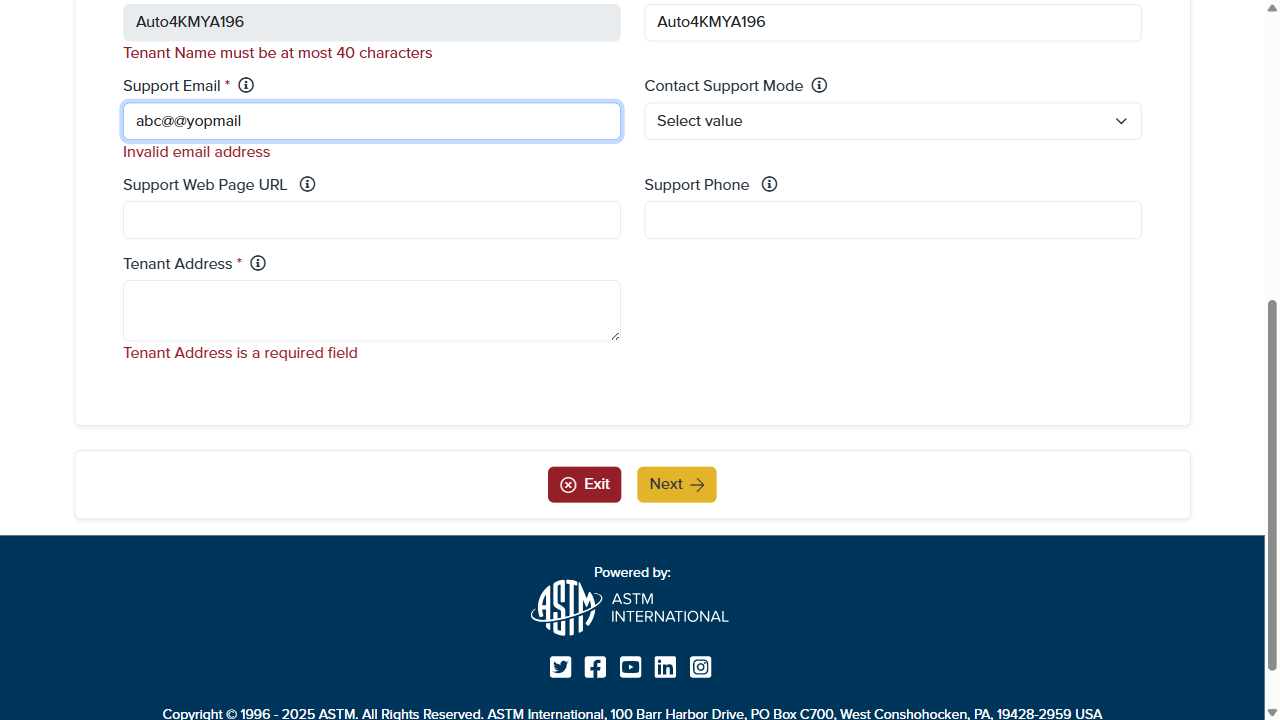 Auto4KMYA196
Auto4KMYA196
Tenant Name must be at most 40 characters
Support Email *
Contact Support Mode
abc@@yopmail
Select value
Invalid email address
Support Web Page URL
Support Phone
Tenant Address *
Tenant Address is a required field
Exit
Next
Powered by:
ASTM
ASTM
INTERNATIONAL
Copyright © 1996 - 2025 ASTM. All Rights Reserved. ASTM International, 100 Barr Harbor Drive, PO Box C700, West Conshohocken, PA, 19428-2959 USA